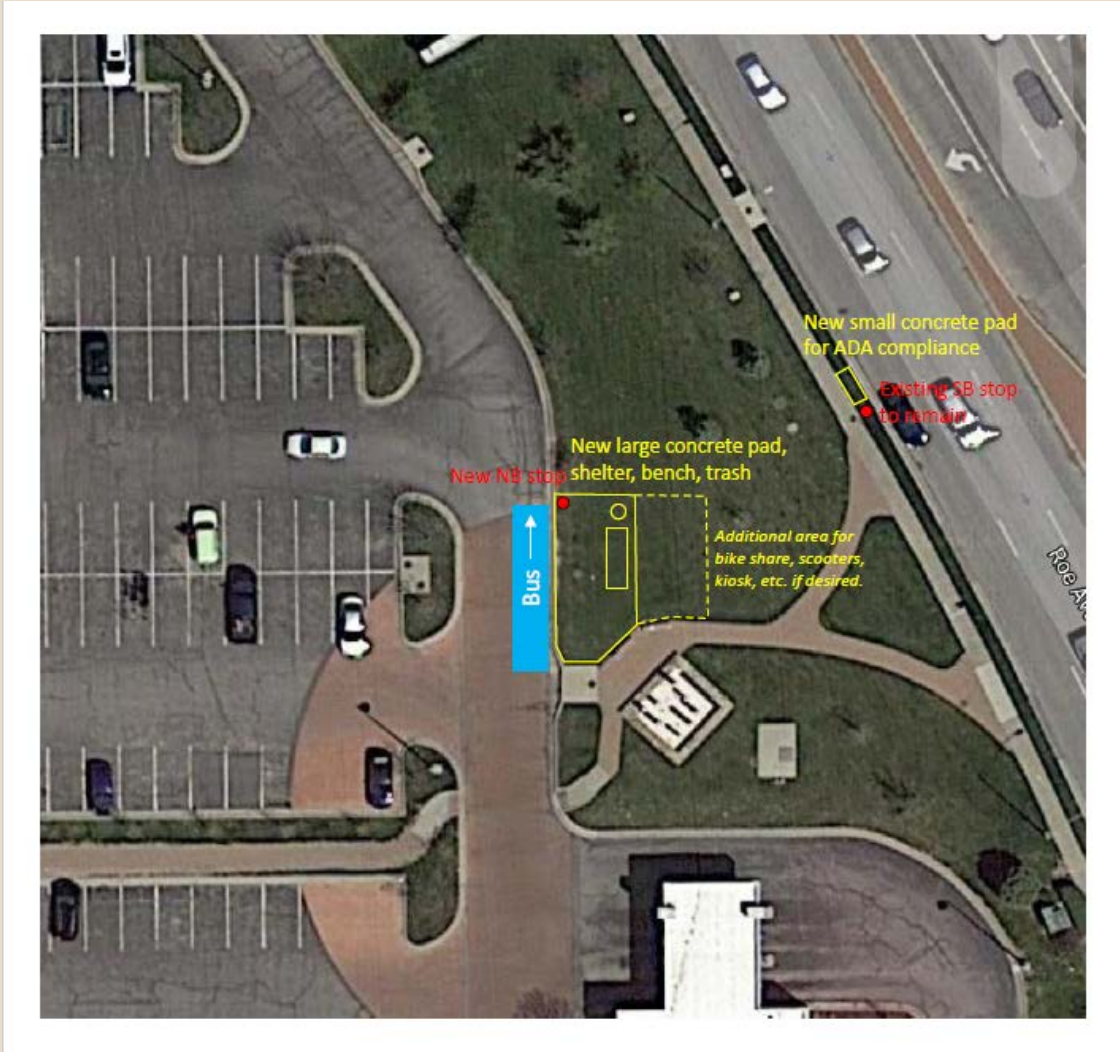 New small concrete pad
for ADA compliance
Existing SB stop
to remain
New large concrete pad,
shelter, bench, trash
New NB stop
Additional area for
bike share, scooters,
kiosk, etc. if desired.
Bus
Roe